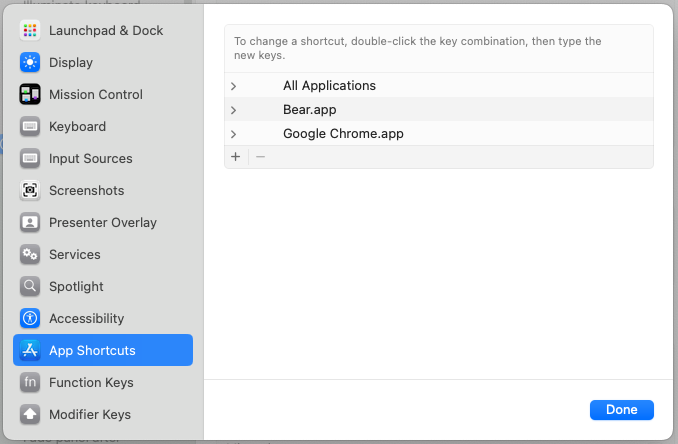 Launchpad & Dock
Display
Mission Control
Keyboard
Input Sources
Screenshots
Presenter Overlay
Services
Spotlight
Accessibility
App Shortcuts
fn Function Keys
Modifier Keys
To change a shortcut, double-click the key combination, then type the
new keys.
All Applications
Bear.app
Google Chrome.app
Done